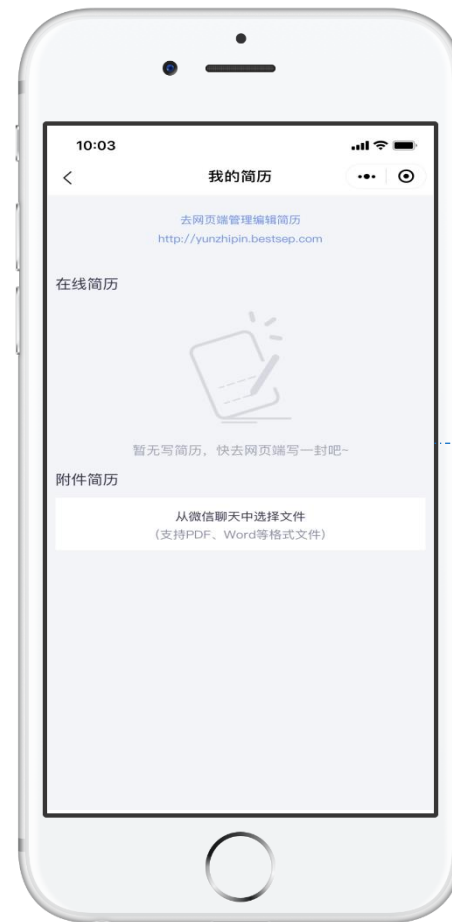 10:03
我的简历
去网页端管理编辑简历
http://yunzhipin.bestsep.com
在线简历
暂无写简历，快去网页端写一封吧~
附件简历
从微信聊天中选择文件
（支持PDF、Word等格式文件）